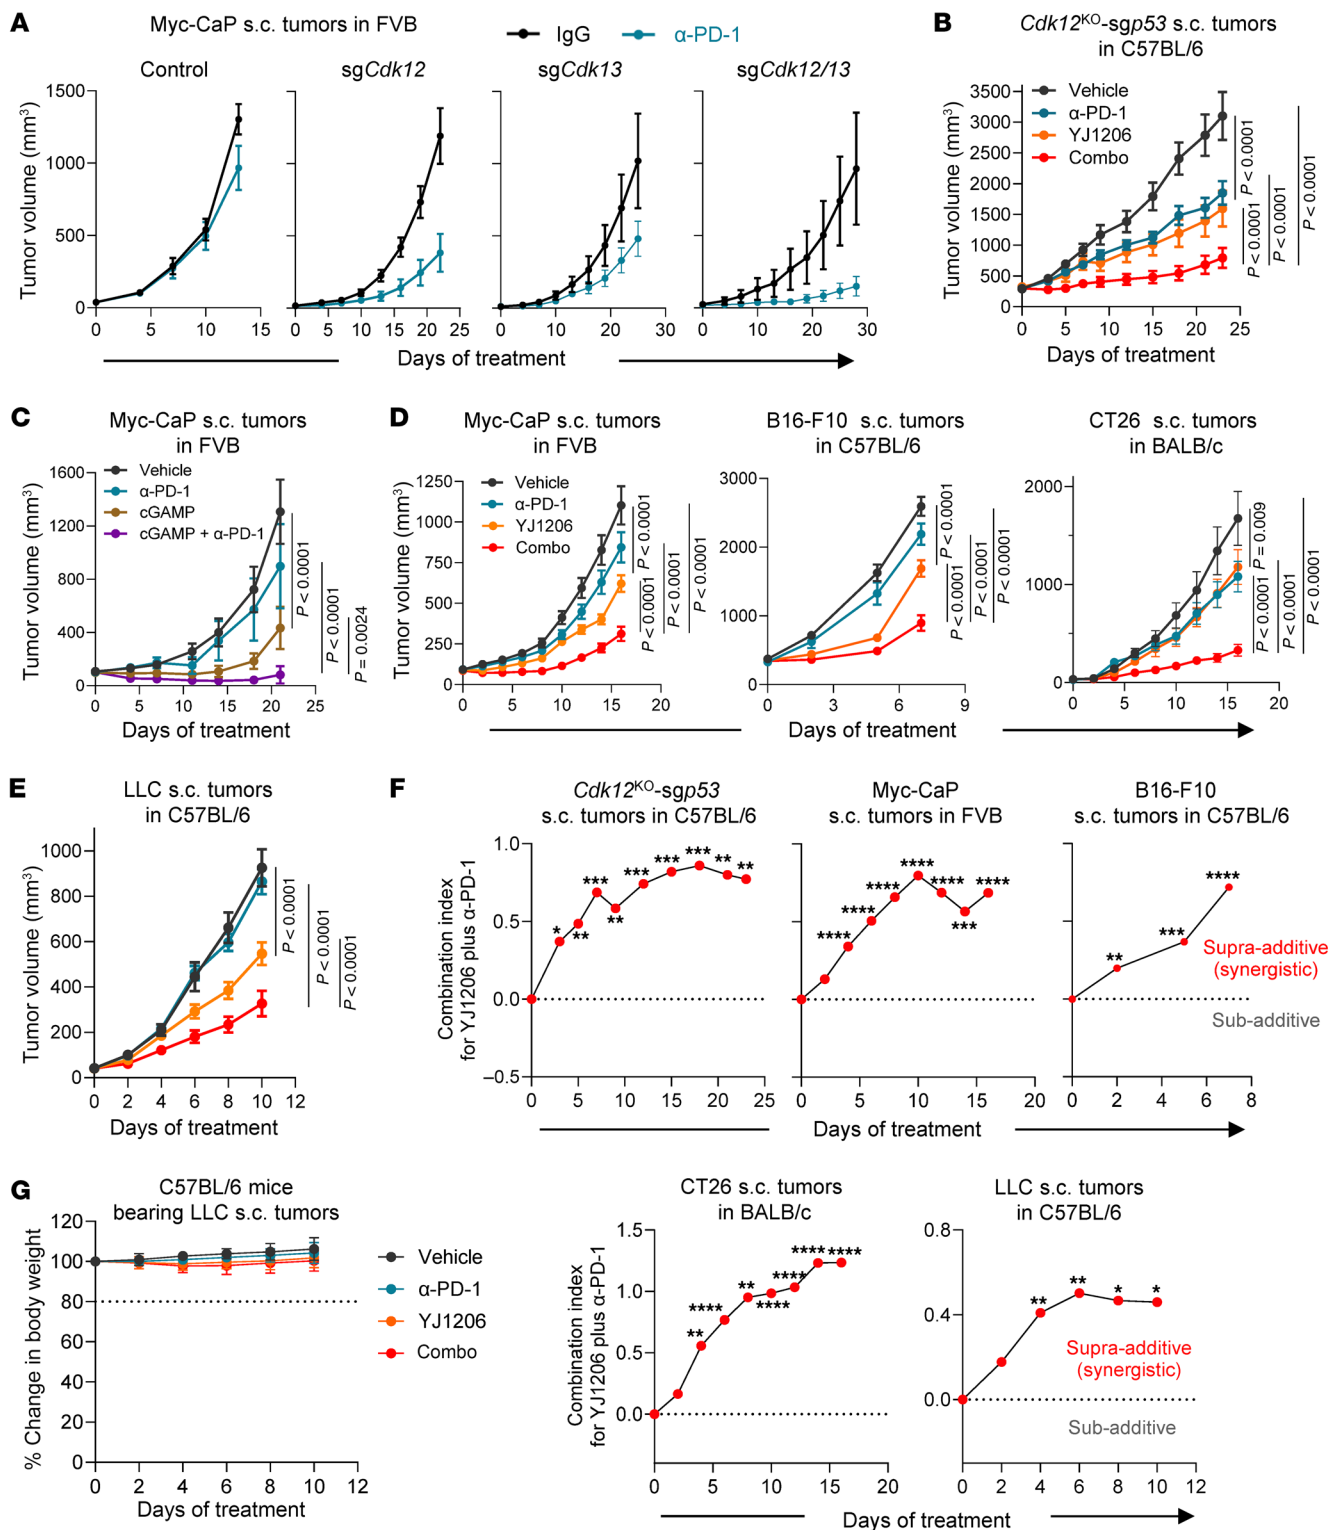 A
Myc-CaP s.c. tumors in FVB
IgG
α-PD-1
Control
sgCdk12
sgCdk13
sgCdk12/13
Tumor volume (mm³)
1500
1000
500
0
0 5 10 15
0 5 10 15 20 25
0 10 20 30
0 10 20 30
Days of treatment
B
Cdk12ᴷᴼ-sgp53 s.c. tumors
in C57BL/6
Vehicle
α-PD-1
YJ1206
Combo
Tumor volume (mm³)
3500
3000
2500
2000
1500
1000
500
0
0 5 10 15 20 25
Days of treatment
P < 0.0001
P < 0.0001
P < 0.0001
P < 0.0001
C
Myc-CaP s.c. tumors
in FVB
Vehicle
α-PD-1
cGAMP
cGAMP + α-PD-1
Tumor volume (mm³)
1600
1200
800
400
0
0 5 10 15 20 25
Days of treatment
P < 0.0001
P < 0.0001
P = 0.0024
D
Myc-CaP s.c. tumors
in FVB
Vehicle
α-PD-1
YJ1206
Combo
Tumor volume (mm³)
1250
1000
750
500
250
0
0 5 10 15 20
P < 0.0001
P < 0.0001
P < 0.0001
P < 0.0001
B16-F10 s.c. tumors
in C57BL/6
3000
2000
1000
0
0 3 6 9
P < 0.0001
P < 0.0001
P < 0.0001
P < 0.0001
CT26 s.c. tumors
in BALB/c
2000
1000
0
0 5 10 15 20
P = 0.009
P < 0.0001
P < 0.0001
P < 0.0001
Days of treatment
E
LLC s.c. tumors
in C57BL/6
Tumor volume (mm³)
1000
800
600
400
200
0
0 2 4 6 8 10 12
Days of treatment
P < 0.0001
P < 0.0001
P < 0.0001
F
Cdk12ᴷᴼ-sgp53
s.c. tumors in C57BL/6
Combination index
for YJ1206 plus α-PD-1
1.0
0.5
0.0
–0.5
* ** *** ** *** *** *** ** **
0 5 10 15 20 25
Myc-CaP
s.c. tumors in FVB
**** **** **** **** **** *** ****
0 5 10 15 20
B16-F10
s.c. tumors in C57BL/6
** *** ****
Supra-additive
(synergistic)
Sub-additive
0 2 4 6 8
Days of treatment
CT26 s.c. tumors
in BALB/c
Combination index
for YJ1206 plus α-PD-1
1.5
1.0
0.5
0.0
** **** ** **** **** **** ****
0 5 10 15 20
LLC s.c. tumors
in C57BL/6
0.8
0.4
0.0
** ** * *
Supra-additive
(synergistic)
Sub-additive
0 2 4 6 8 10 12
Days of treatment
G
C57BL/6 mice
bearing LLC s.c. tumors
% Change in body weight
120
100
80
60
40
20
0
0 2 4 6 8 10 12
Days of treatment
Vehicle
α-PD-1
YJ1206
Combo